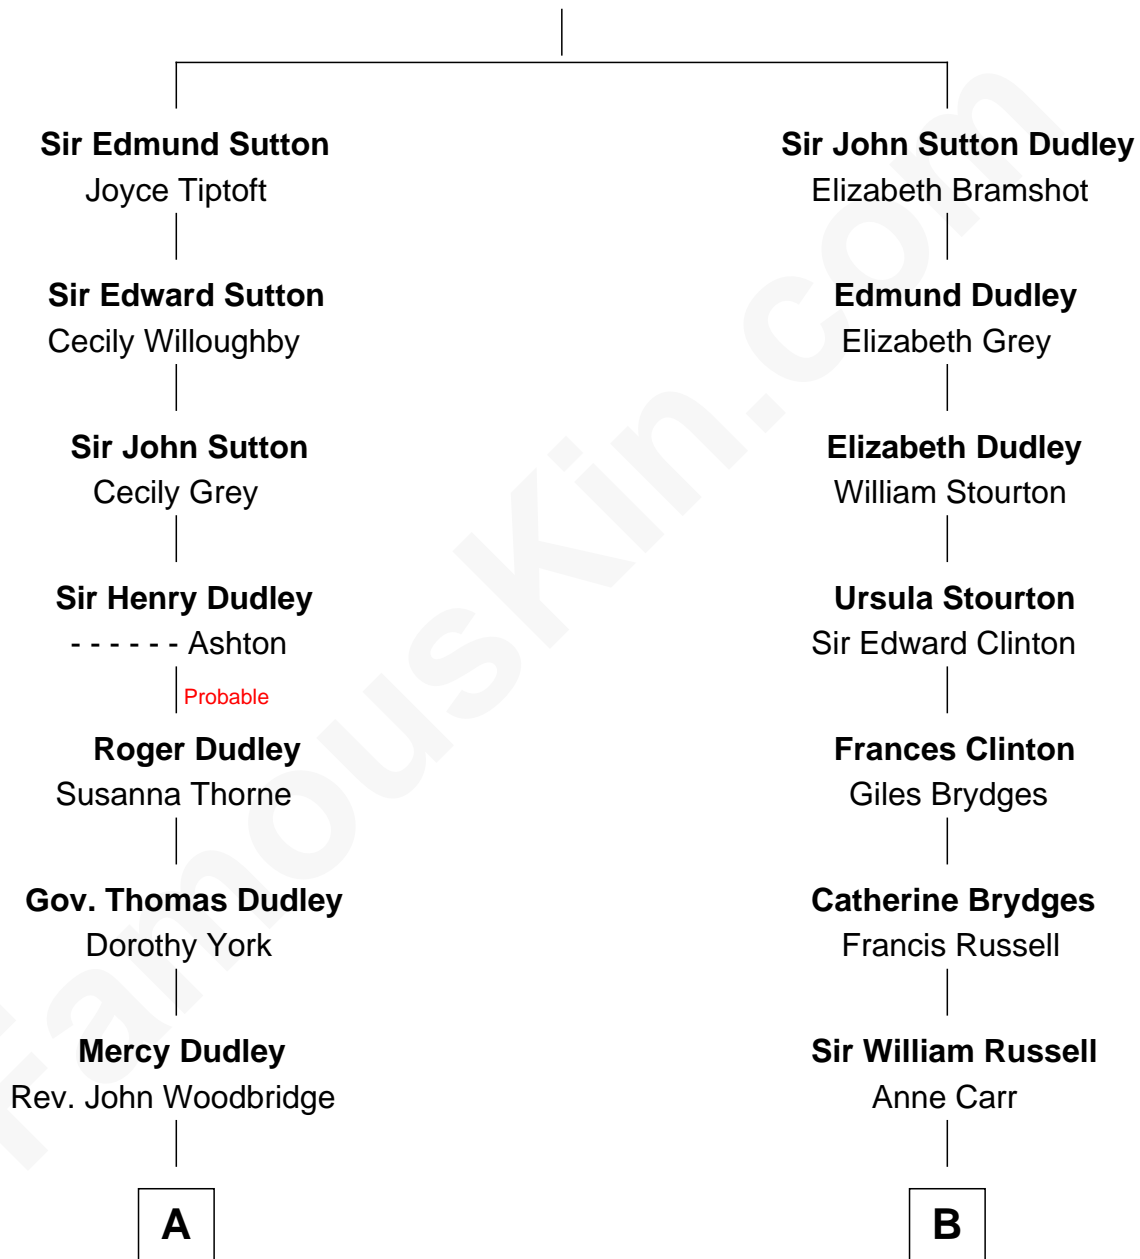 Sir Edmund Sutton
Joyce Tiptoft
Sir Edward Sutton
Cecily Willoughby
Sir John Sutton
Cecily Grey
Sir Henry Dudley
- - - - - - Ashton
Probable
Roger Dudley
Susanna Thorne
Gov. Thomas Dudley
Dorothy York
Mercy Dudley
Rev. John Woodbridge
A
Sir John Sutton Dudley
Elizabeth Bramshot
Edmund Dudley
Elizabeth Grey
Elizabeth Dudley
William Stourton
Ursula Stourton
Sir Edward Clinton
Frances Clinton
Giles Brydges
Catherine Brydges
Francis Russell
Sir William Russell
Anne Carr
B
FamousKin.com